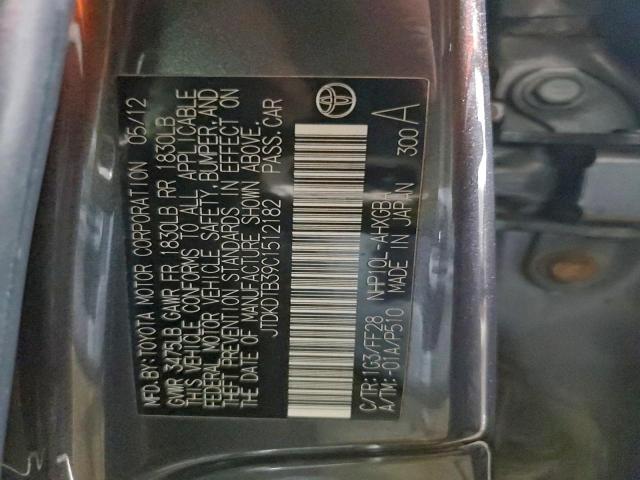 MFD.BY: TOYOTA MOTOR CORPORATION 05/12
GVWR 3475LB GAWR FR 1830LB RR 1830LB
THIS VEHICLE CONFORMS TO ALL APPLICABLE
FEDERAL MOTOR VEHICLE SAFETY, BUMPER, AND
THEFT PREVENTION STANDARDS IN EFFECT ON
THE DATE OF MANUFACTURE SHOWN ABOVE.
JTDKDTB39C1512182 PASS.CAR
C/TR:1G3/FF28 NHP10L-AHXGBA
A/TM:-01A/P510 MADE IN JAPAN 300 A